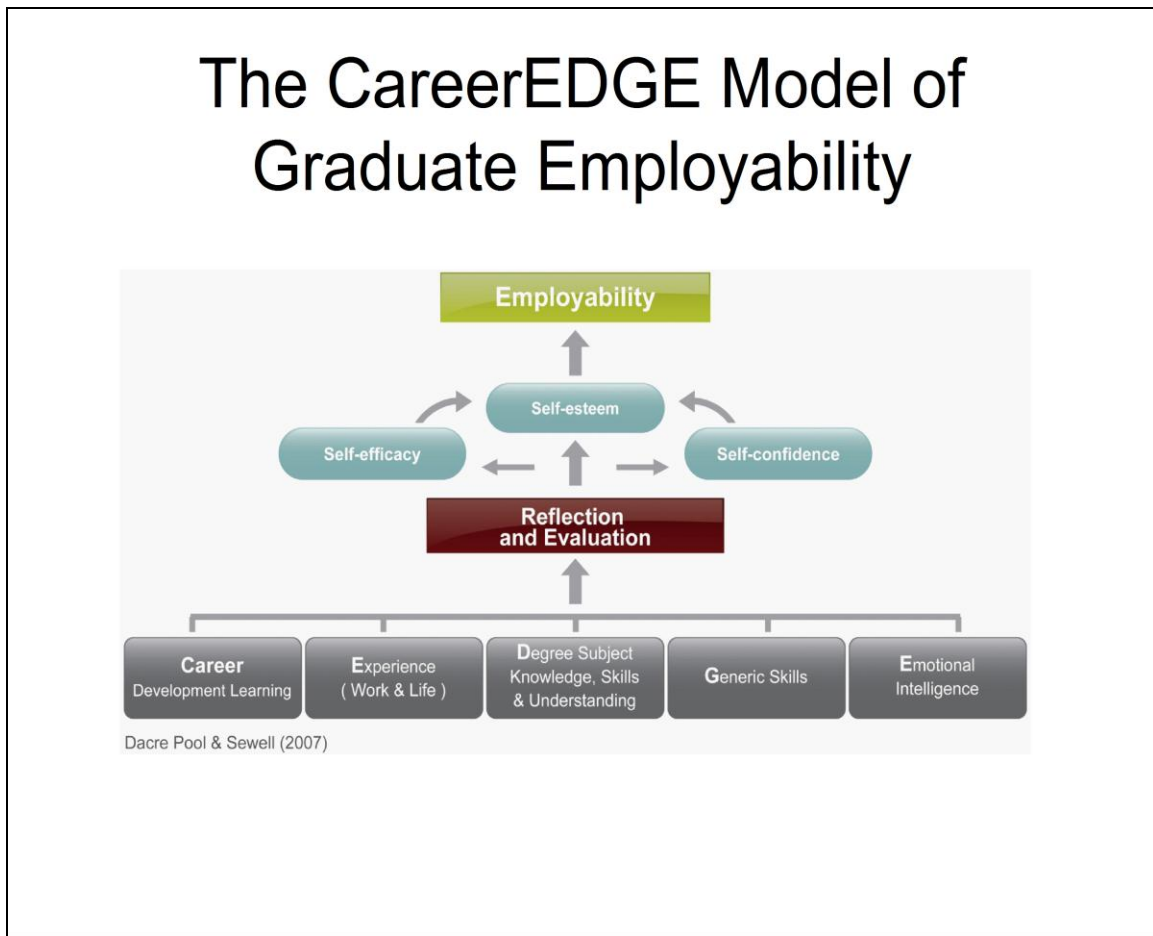 The CareerEDGE Model of
Graduate Employability
Employability
Self-esteem
Self-efficacy
Self-confidence
Reflection
and Evaluation
Career
Development Learning
Experience
( Work & Life )
Degree Subject
Knowledge, Skills
& Understanding
Generic Skills
Emotional
Intelligence
Dacre Pool & Sewell (2007)